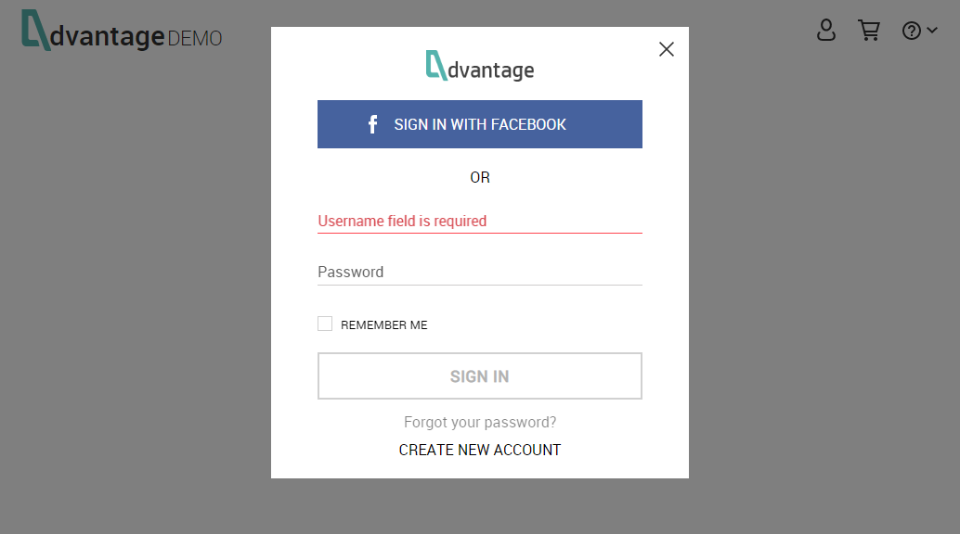 dvantage DEMO
dvantage
SIGN IN WITH FACEBOOK
OR
Username field is required
Password
REMEMBER ME
SIGN IN
Forgot your password?
CREATE NEW ACCOUNT